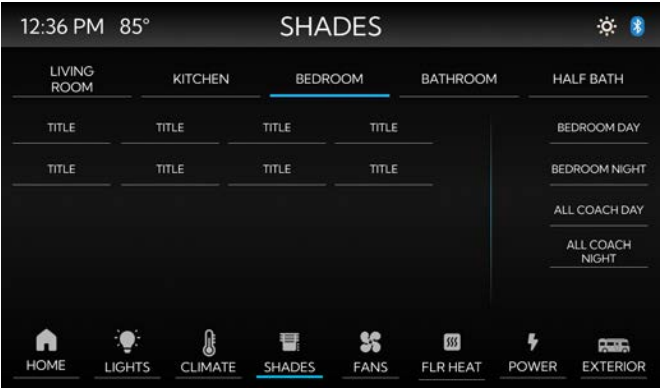 12:36 PM 85° SHADES
LIVING
ROOM
KITCHEN
BEDROOM
BATHROOM
HALF BATH
TITLE TITLE TITLE TITLE
TITLE TITLE TITLE TITLE
BEDROOM DAY
BEDROOM NIGHT
ALL COACH DAY
ALL COACH
NIGHT
HOME LIGHTS CLIMATE SHADES FANS FLR HEAT POWER EXTERIOR